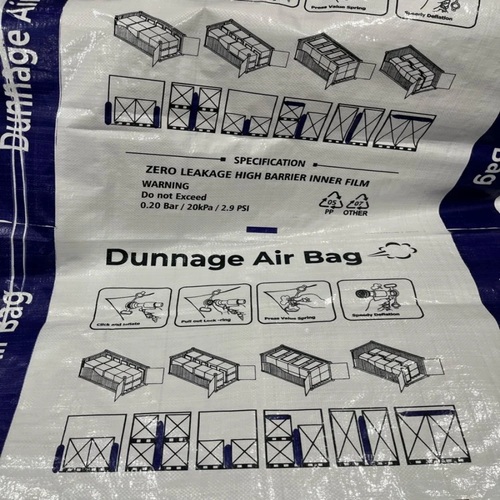 Dunnage Air
Press Valve Spring
Speedy Deflation
SPECIFICATION
ZERO LEAKAGE HIGH BARRIER INNER FILM
WARNING
Do not Exceed
0.20 Bar / 20kPa / 2.9 PSI
05
PP
07
OTHER
Bag
Dunnage Air Bag
Click and inflate
Pull out Lock-ring
Press Valve Spring
Speedy Deflation
Air Bag